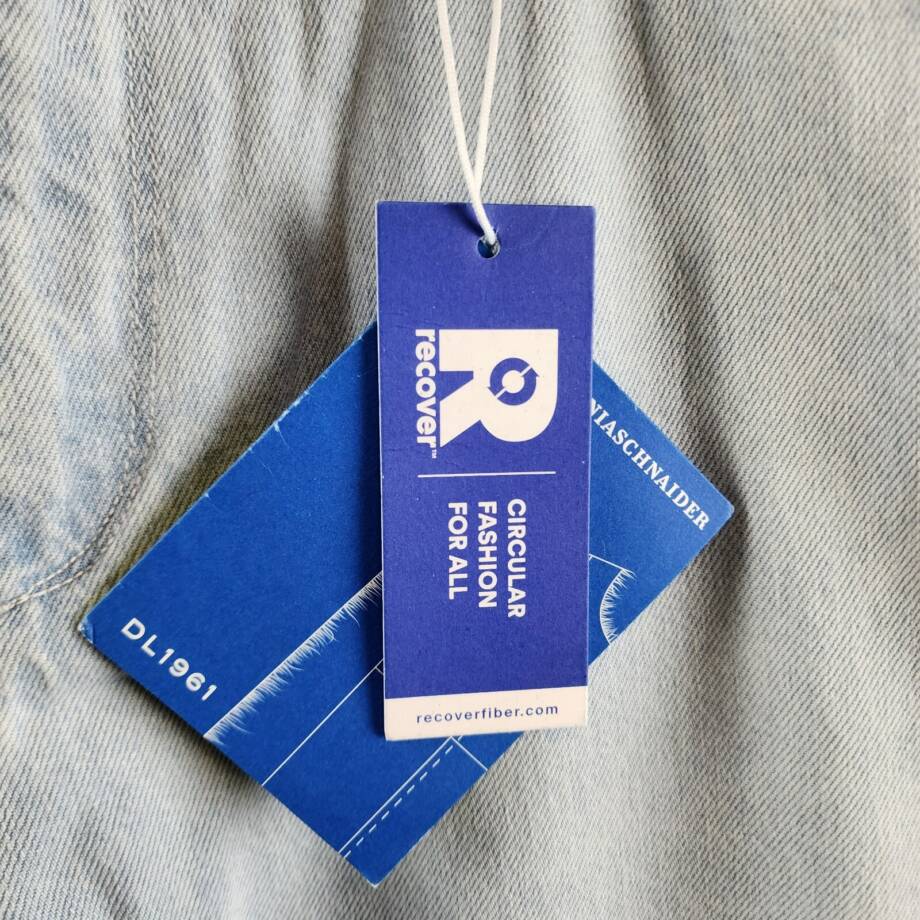 recover™
CIRCULAR
FASHION
FOR ALL
recoverfiber.com
NIASCHNAIDER
DL1961